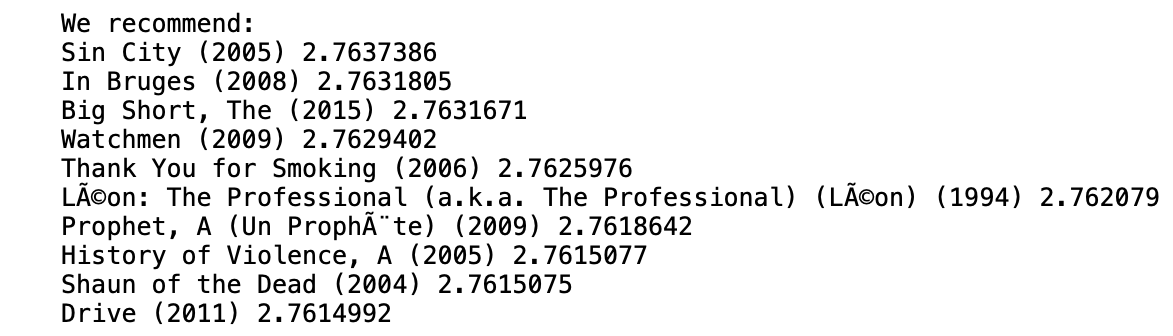 We recommend:
Sin City (2005) 2.7637386
In Bruges (2008) 2.7631805
Big Short, The (2015) 2.7631671
Watchmen (2009) 2.7629402
Thank You for Smoking (2006) 2.7625976
LÃ©on: The Professional (a.k.a. The Professional) (LÃ©on) (1994) 2.762079
Prophet, A (Un ProphÃ¨te) (2009) 2.7618642
History of Violence, A (2005) 2.7615077
Shaun of the Dead (2004) 2.7615075
Drive (2011) 2.7614992